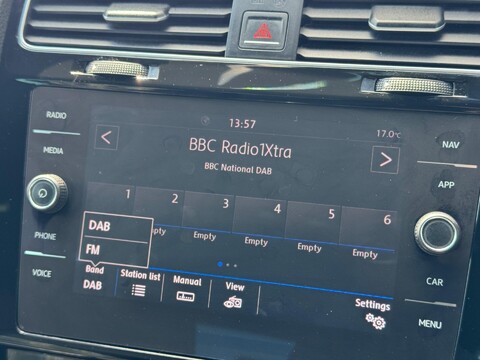 RADIO
MEDIA
PHONE
VOICE
13:57
17.0°C
BBC Radio1Xtra
BBC National DAB
1 2 3 4 5 6
pty Empty Empty Empty Empty
DAB
FM
Band
DAB
Station list
Manual
View
Settings
NAV
APP
CAR
MENU